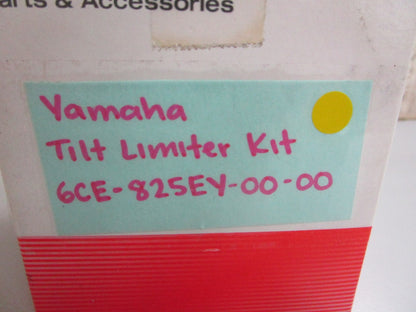 arts & Accessories
Yamaha
Tilt Limiter Kit
6CE-825EY-00-00